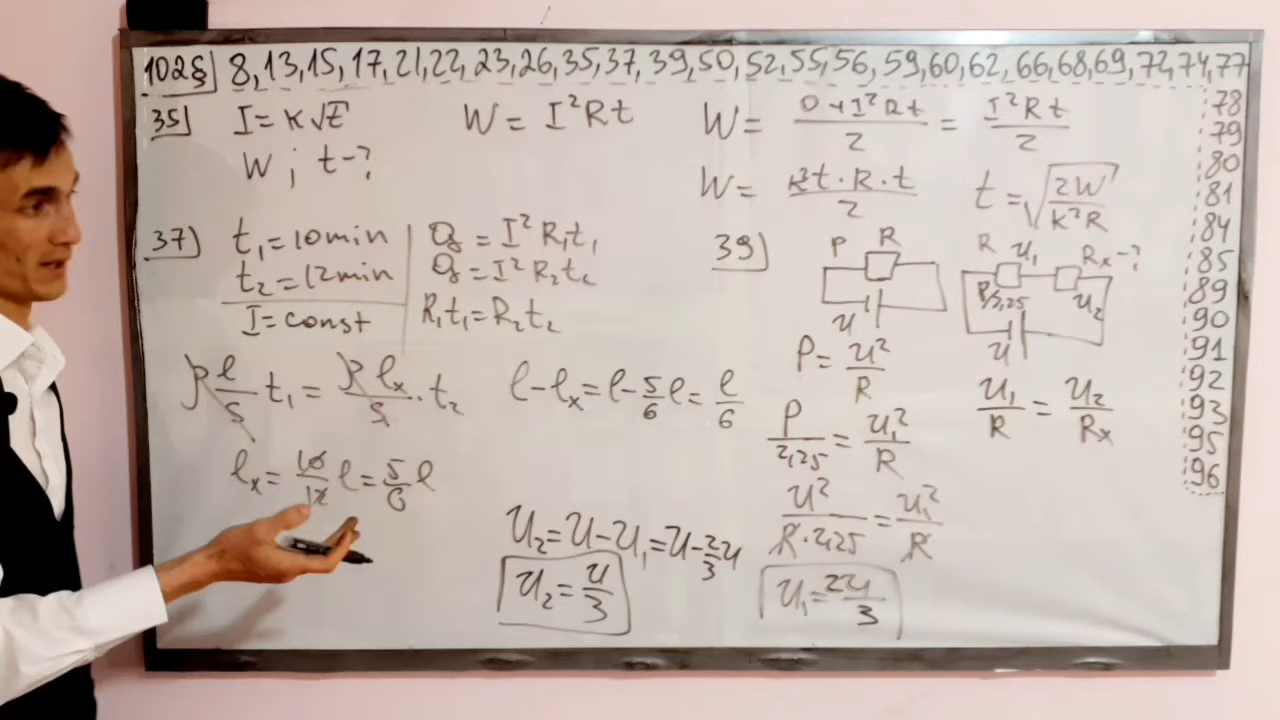 102§ 8,13,15,17,21,22,23,26,35,37,39,50,52,55,56,59,60,62,66,68,69,72,74,77
78
79
80
81
84
85
89
90
91
92
93
95
96
35) I=K√t
W ; t-?
W = I²Rt
W = (0+I²Rt)/2 = I²Rt/2
W = K²t·R·t/2
t = √(2W/K²R)
37) t₁=10min
t₂=12min
I=const
Q = I²R₁t₁
Q = I²R₂t₂
R₁t₁=R₂t₂
ρ l/S t₁ = ρ lₓ/S · t₂
lₓ = 10/12 l = 5/6 l
l-lₓ = l-5/6 l = l/6
39)
P R
U
R U₁ Rₓ-?
P/2,25 U₂
U
P = U²/R
P/2,25 = U₁²/R
U²/R·2,25 = U₁²/R
U₁ = 2U/3
U₁/R = U₂/Rₓ
U₂=U-U₁=U-2/3U
U₂ = U/3